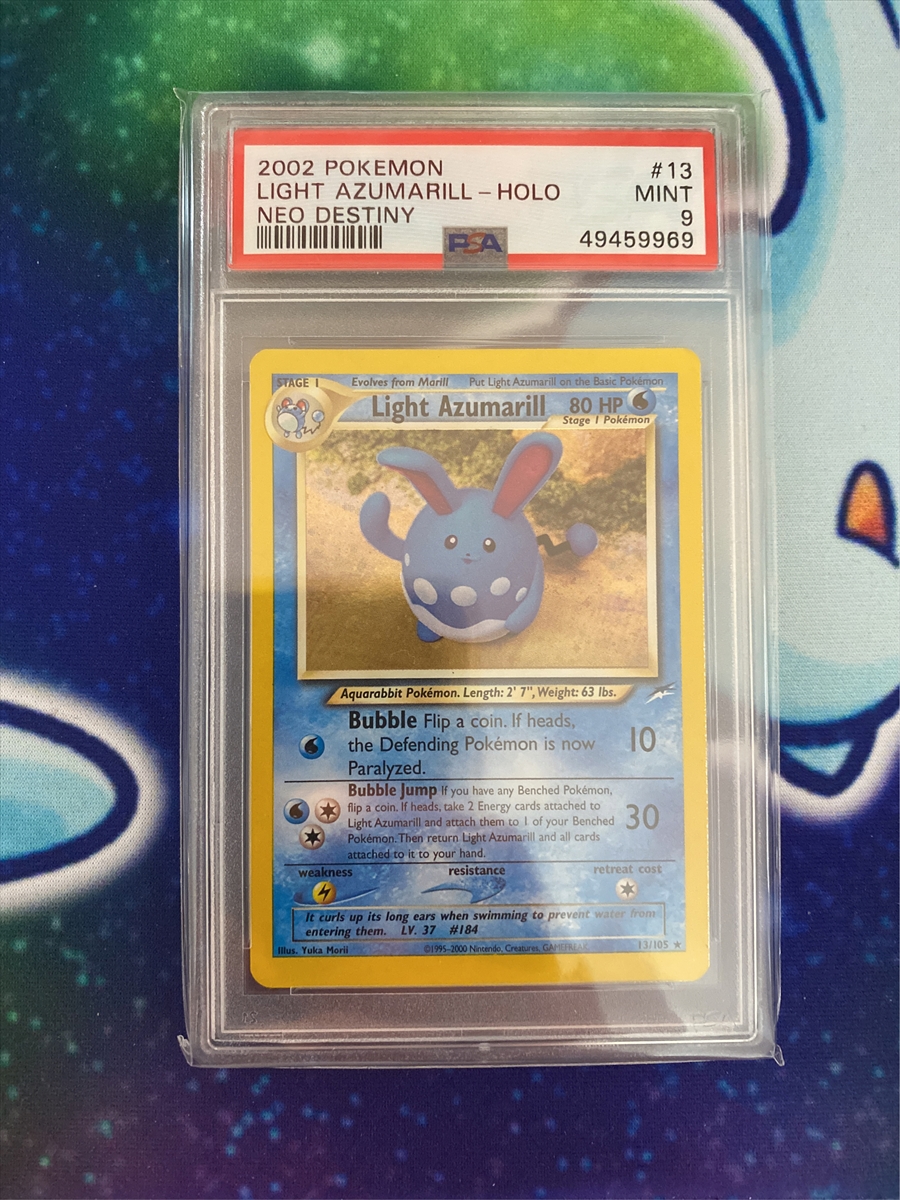 2002 POKEMON #13
LIGHT AZUMARILL - HOLO MINT
NEO DESTINY 9
PSA 49459969
STAGE 1 Evolves from Marill Put Light Azumarill on the Basic Pokémon
Light Azumarill 80 HP
Stage 1 Pokémon
Aquarabbit Pokémon. Length: 2' 7", Weight: 63 lbs.
Bubble Flip a coin. If heads,
the Defending Pokémon is now 10
Paralyzed.
Bubble Jump If you have any Benched Pokémon,
flip a coin. If heads, take 2 Energy cards attached to
Light Azumarill and attach them to 1 of your Benched 30
Pokémon. Then return Light Azumarill and all cards
attached to it to your hand.
weakness resistance retreat cost
It curls up its long ears when swimming to prevent water from
entering them. LV. 37 #184
Illus. Yuka Morii ©1995-2000 Nintendo, Creatures, GAMEFREAK. 13/105 ★